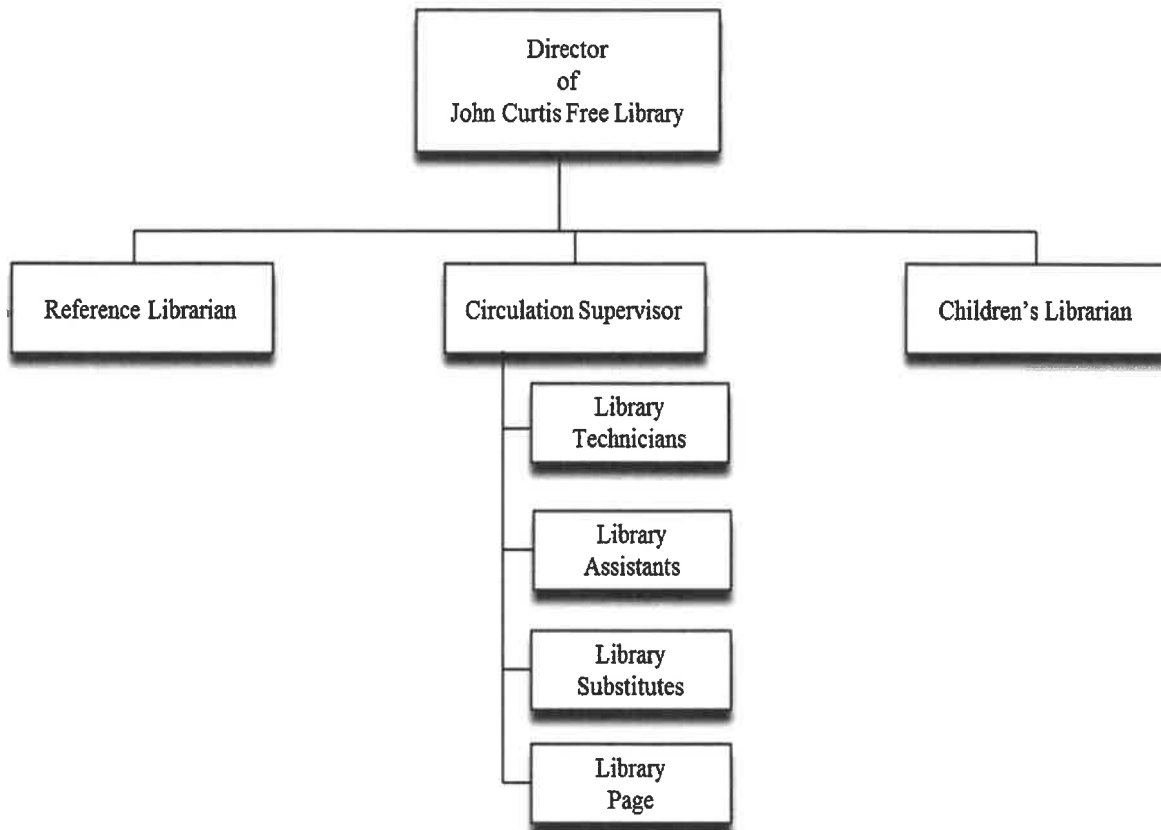 Director
of
John Curtis Free Library
Reference Librarian
Circulation Supervisor
Children's Librarian
Library
Technicians
Library
Assistants
Library
Substitutes
Library
Page